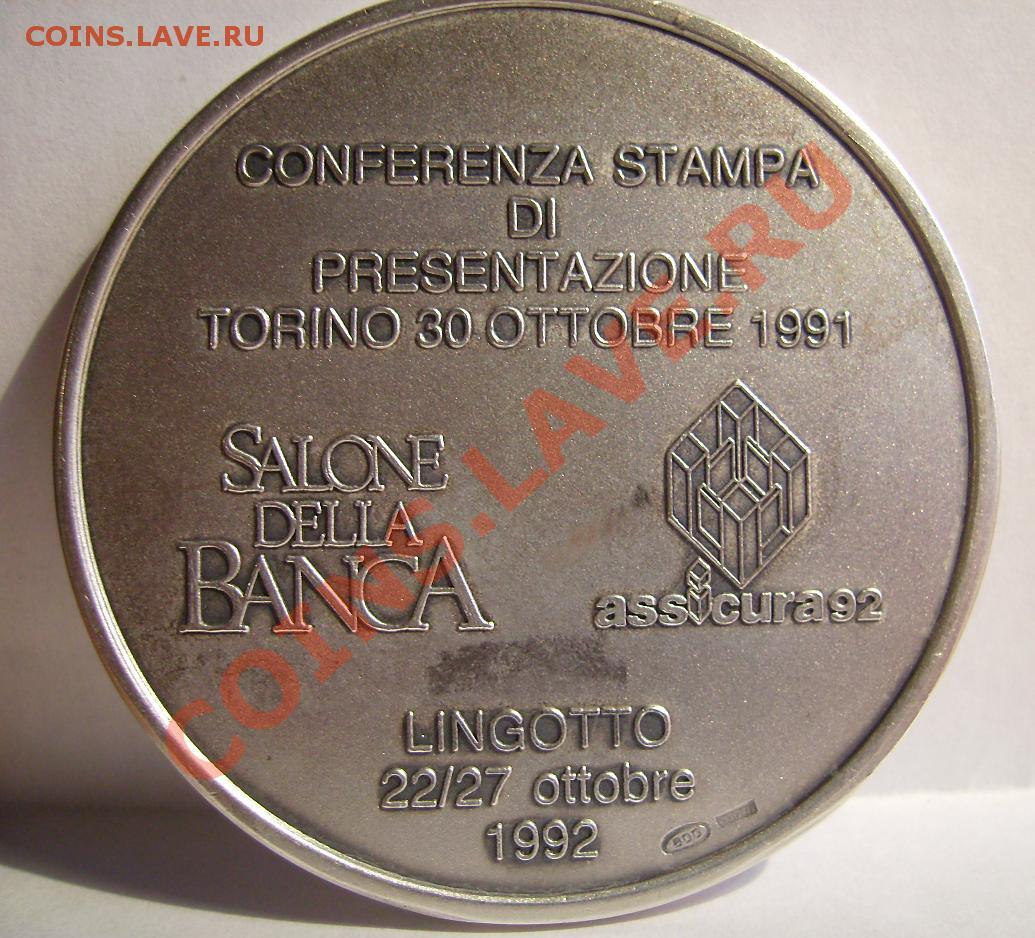 COINS.LAVE.RU
CONFERENZA STAMPA
DI
PRESENTAZIONE
TORINO 30 OTTOBRE 1991
SALONE
DELLA
BANCA
assicura92
LINGOTTO
22/27 ottobre
1992
800
COINS.LAVE.RU